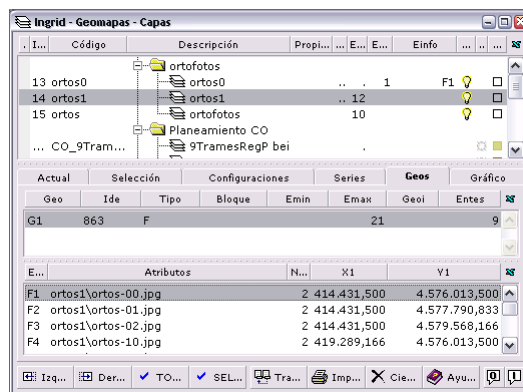 Ingrid - Geomapas - Capas
. I... Código Descripción Propi... ... E... E... Einfo ... .. ...
ortofotos
13 ortos0 ortos0 .. . 1 F1
14 ortos1 ortos1 .. 12
15 ortos ortofotos 10
Planeamiento CO
... CO_9Tram... 9TramesRegP bei .
Actual Selección Configuraciones Series Geos Gráfico
Geo Ide Tipo Bloque Emin Emax Geoi Entes
G1 863 F 21 9
E... Atributos N... X1 Y1
F1 ortos1\ortos-00.jpg 2 414.431,500 4.576.013,500
F2 ortos1\ortos-01.jpg 2 414.431,500 4.577.790,833
F3 ortos1\ortos-02.jpg 2 414.431,500 4.579.568,166
F4 ortos1\ortos-10.jpg 2 419.289,166 4.576.013,500
Izq... Der... TO... SEL... Tra... Imp... Cie... Ayu...